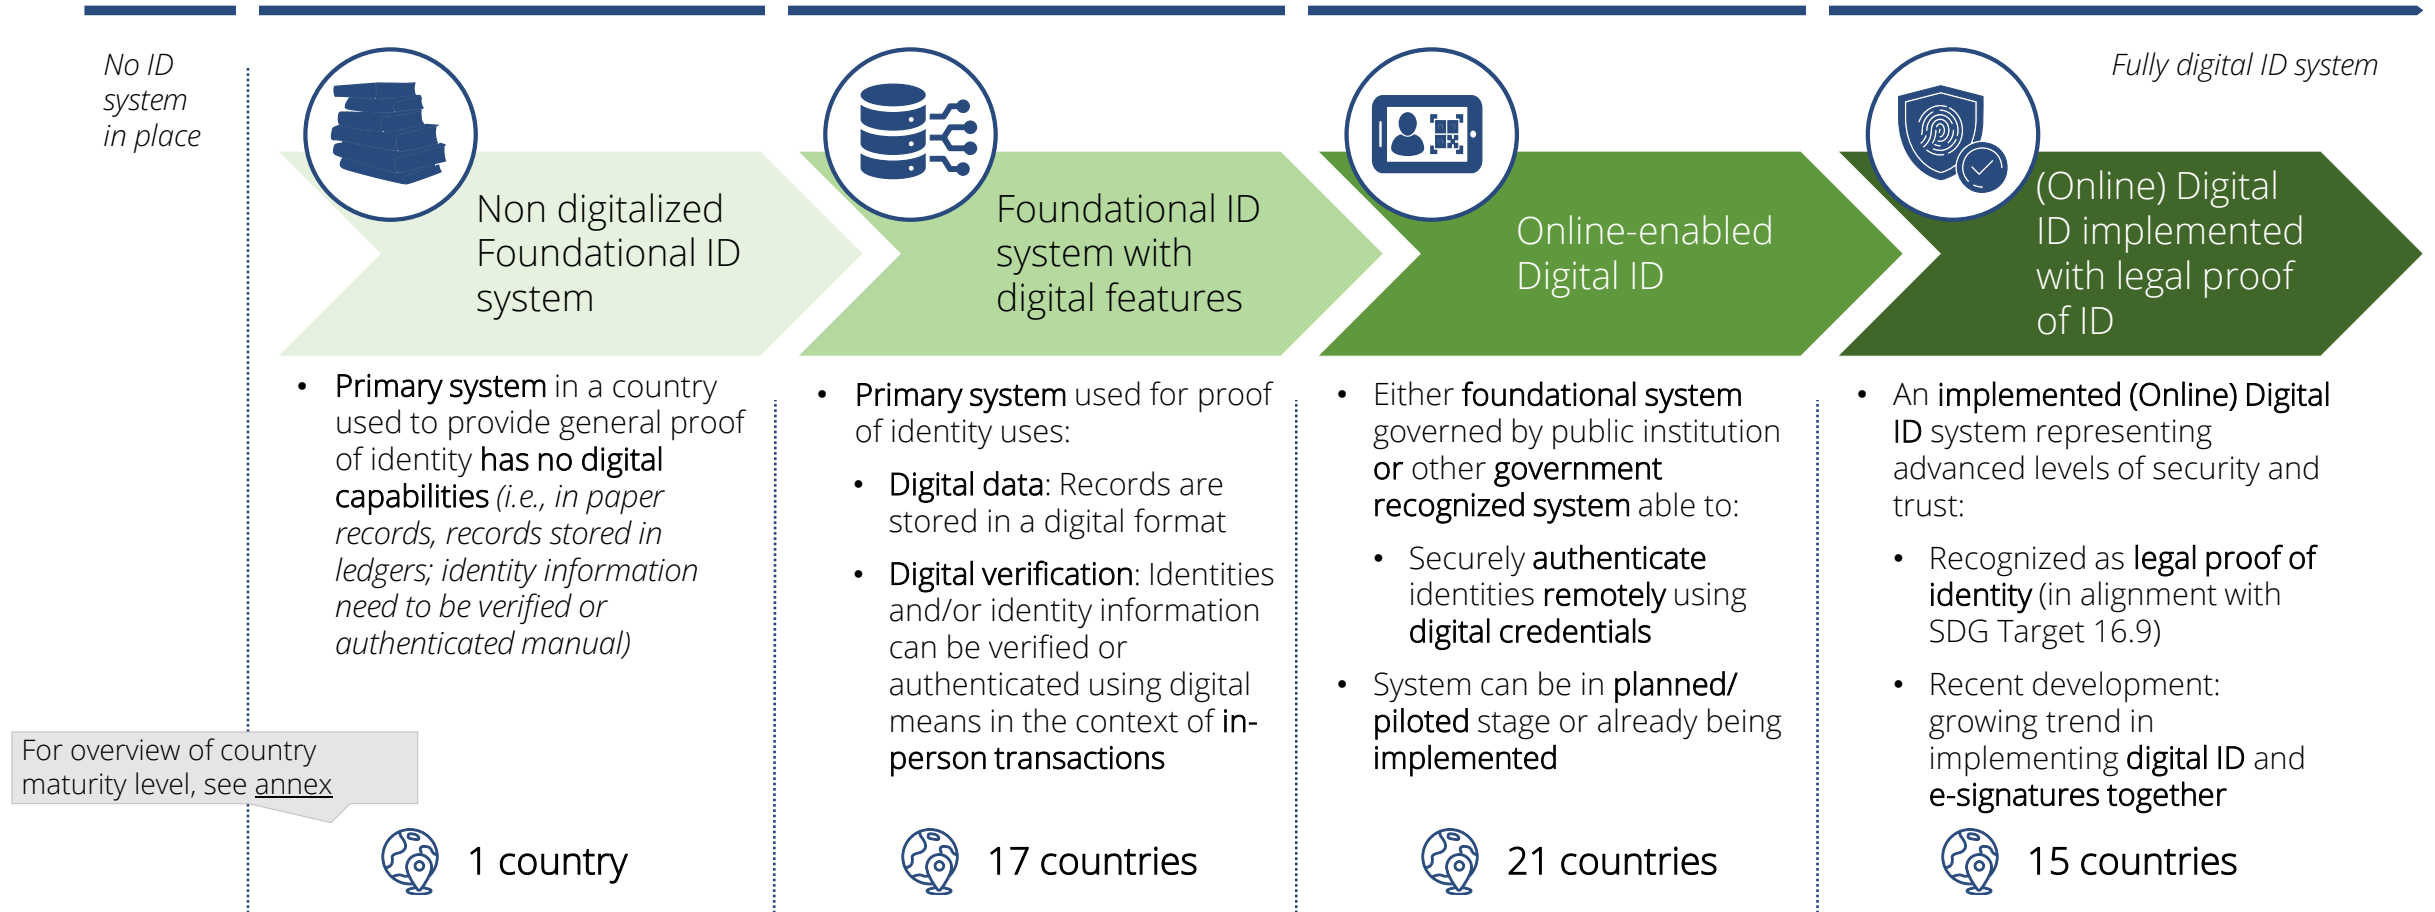 No ID
system
in place
Fully digital ID system
Non digitalized
Foundational ID
system
Foundational ID
system with
digital features
Online-enabled
Digital ID
(Online) Digital
ID implemented
with legal proof
of ID
• Primary system in a country
used to provide general proof
of identity has no digital
capabilities (i.e., in paper
records, records stored in
ledgers; identity information
need to be verified or
authenticated manual)
• Primary system used for proof
of identity uses:
• Digital data: Records are
stored in a digital format
• Digital verification: Identities
and/or identity information
can be verified or
authenticated using digital
means in the context of in-
person transactions
• Either foundational system
governed by public institution
or other government
recognized system able to:
• Securely authenticate
identities remotely using
digital credentials
• System can be in planned/
piloted stage or already being
implemented
• An implemented (Online) Digital
ID system representing
advanced levels of security and
trust:
• Recognized as legal proof of
identity (in alignment with
SDG Target 16.9)
• Recent development:
growing trend in
implementing digital ID and
e-signatures together
For overview of country
maturity level, see annex
1 country
17 countries
21 countries
15 countries